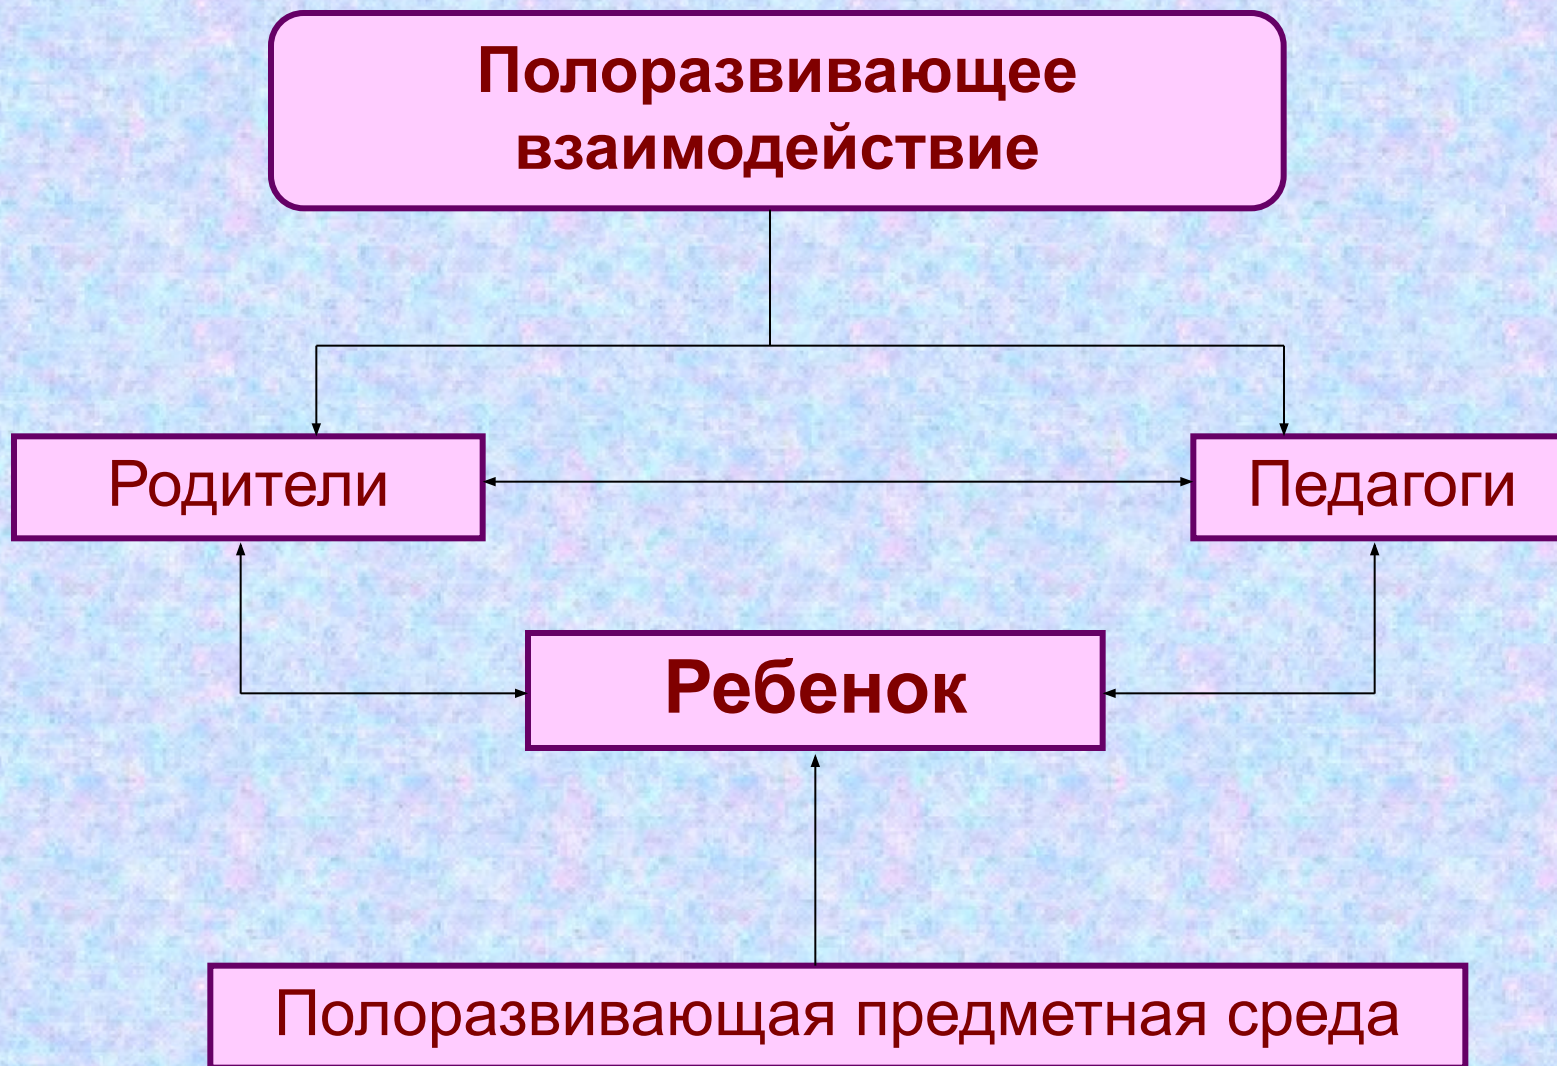 Полоразвивающее
взаимодействие
Родители
Педагоги
Ребенок
Полоразвивающая предметная среда